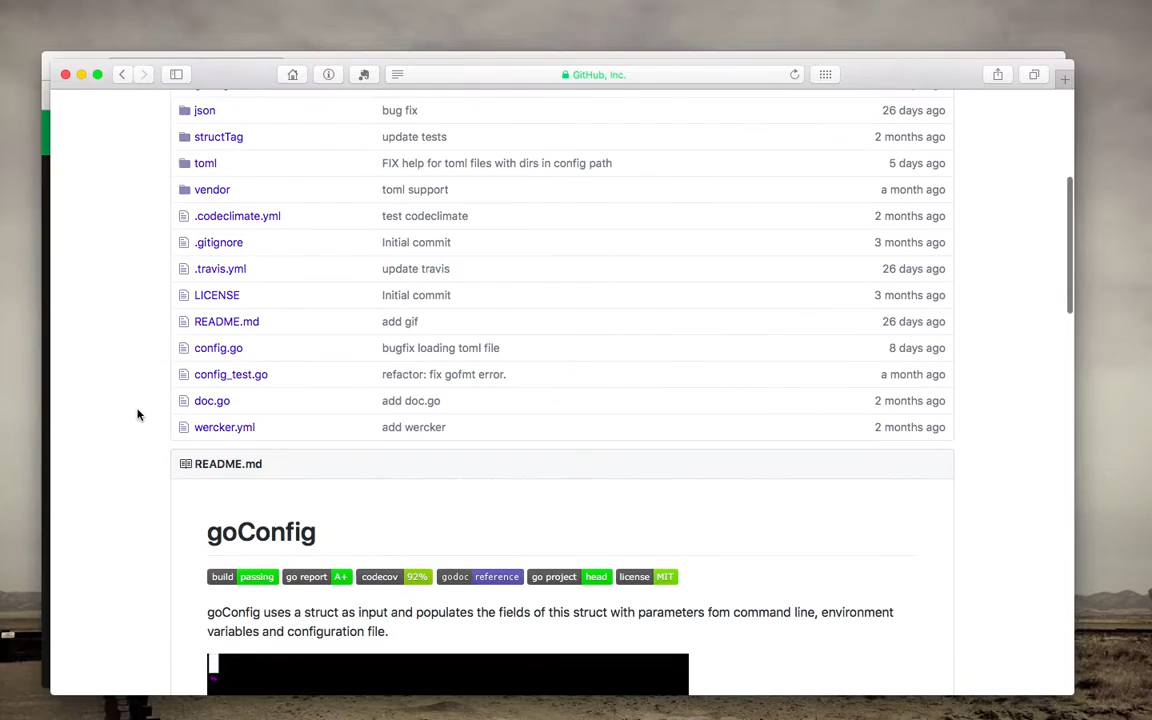 GitHub, Inc.
json bug fix 26 days ago
structTag update tests 2 months ago
toml FIX help for toml files with dirs in config path 5 days ago
vendor toml support a month ago
.codeclimate.yml test codeclimate 2 months ago
.gitignore Initial commit 3 months ago
.travis.yml update travis 26 days ago
LICENSE Initial commit 3 months ago
README.md add gif 26 days ago
config.go bugfix loading toml file 8 days ago
config_test.go refactor: fix gofmt error. a month ago
doc.go add doc.go 2 months ago
wercker.yml add wercker 2 months ago
README.md
goConfig
build passing go report A+ codecov 92% godoc reference go project head license MIT
goConfig uses a struct as input and populates the fields of this struct with parameters fom command line, environment
variables and configuration file.